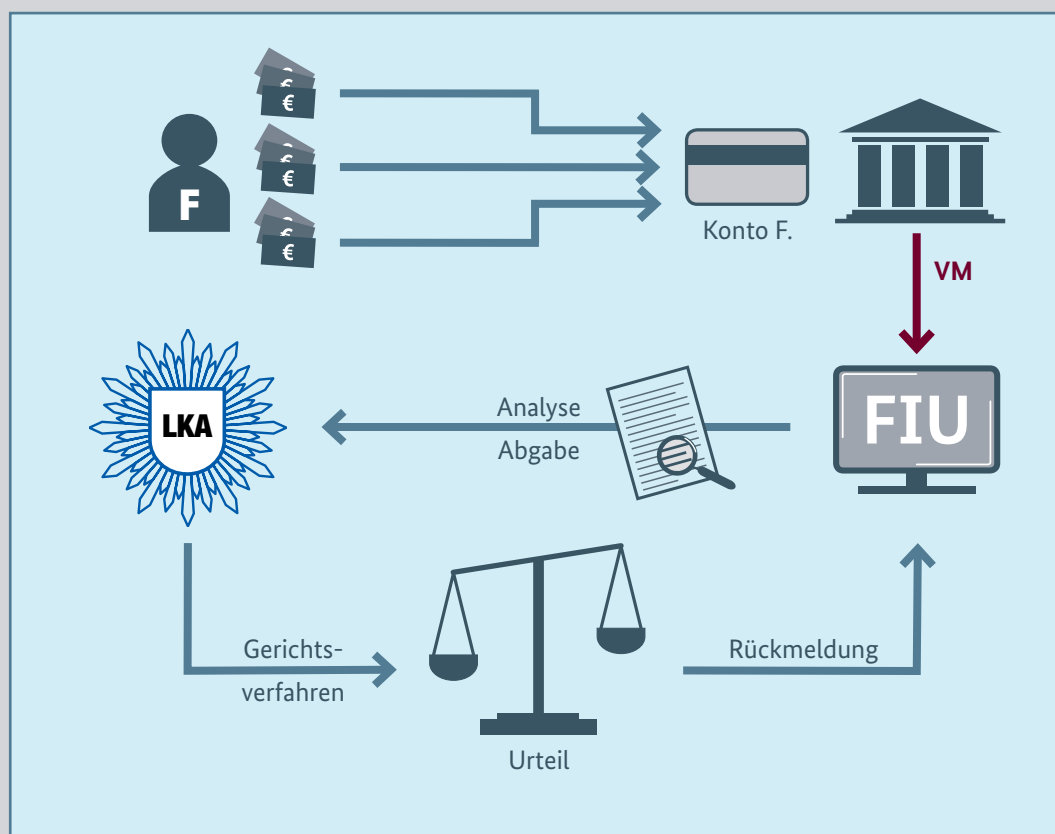 €
€
€
F
€
€
€
€
€
€
Konto F.
VM
LKA
Analyse
Abgabe
FIU
Gerichts-
verfahren
Rückmeldung
Urteil